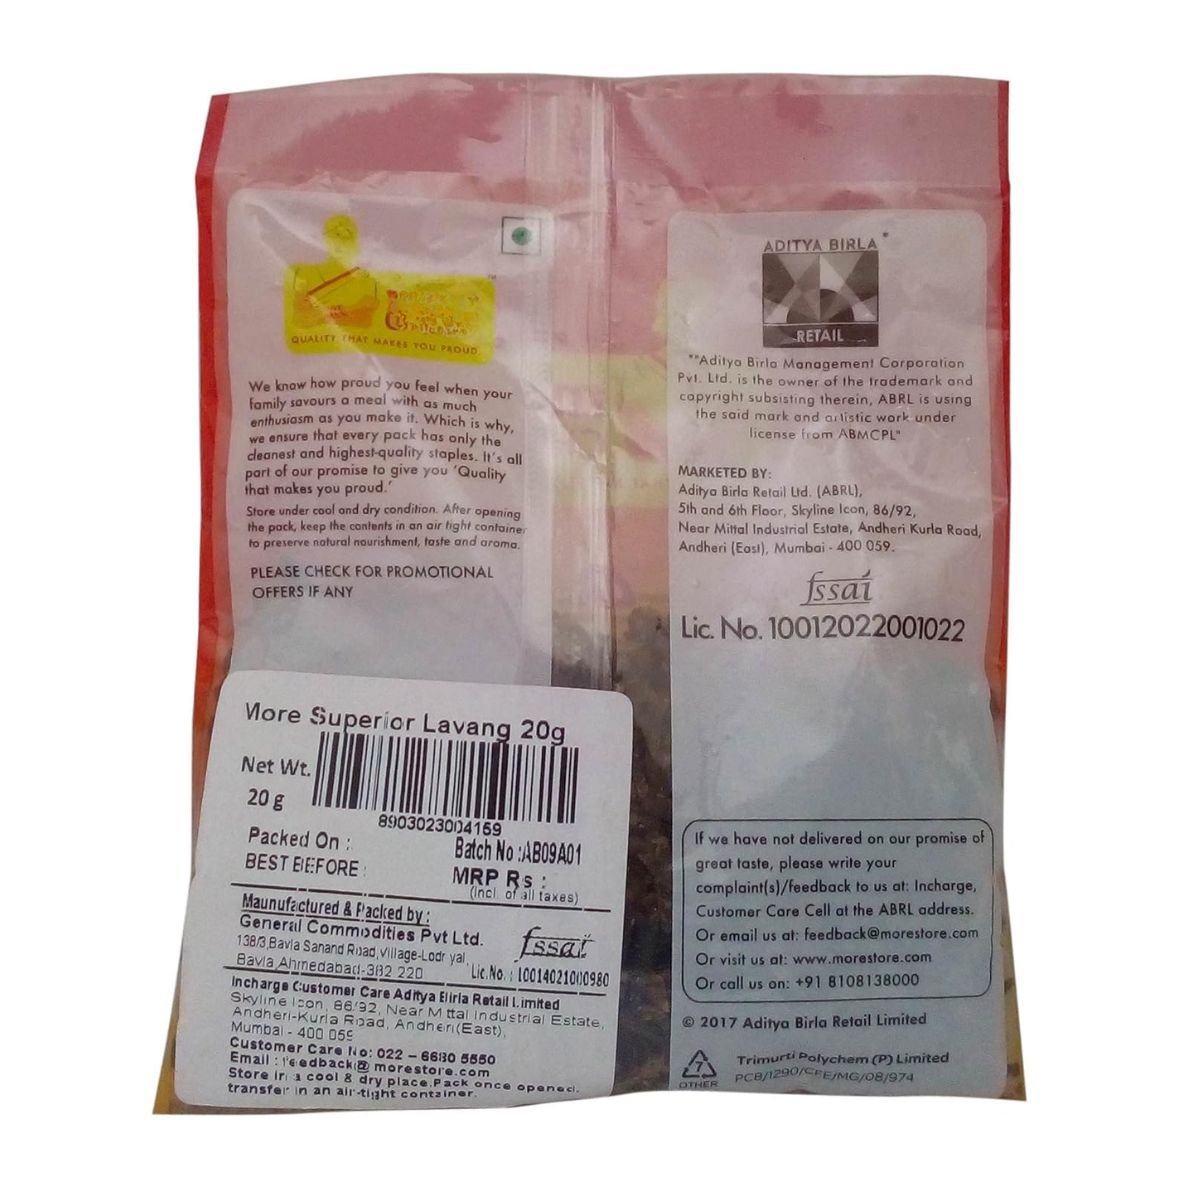 QUALITY THAT MAKES YOU PROUD
We know how proud you feel when your
family savours a meal with as much
enthusiasm as you make it. Which is why,
we ensure that every pack has only the
cleanest and highest-quality staples. It's all
part of our promise to give you 'Quality
that makes you proud.'
Store under cool and dry condition. After opening
the pack, keep the contents in an air tight container
to preserve natural nourishment, taste and aroma.
PLEASE CHECK FOR PROMOTIONAL
OFFERS IF ANY
More Superior Lavang 20g
Net Wt.
20 g
8903023004159
Packed On :
Batch No :AB09A01
BEST BEFORE :
MRP Rs :
(Incl. of all taxes)
Maunufactured & Packed by :
General Commodities Pvt Ltd.
138/3,Bavla Sanand Road,Village-Lodriyal
Bavla,Ahmedabad-382 220
fssai
Lic.No. : 10014021000980
Incharge Customer Care Aditya Birla Retail Limited
Skyline Icon, 86/92, Near Mittal Industrial Estate,
Andheri-Kurla Road, Andheri(East),
Mumbai - 400 059
Customer Care No: 022 – 6680 5550
Email : feedback@morestore.com
Store in a cool & dry place.Pack once opened,
transfer in an air-tight container.
ADITYA BIRLA
RETAIL
""Aditya Birla Management Corporation
Pvt. Ltd. is the owner of the trademark and
copyright subsisting therein, ABRL is using
the said mark and artistic work under
license from ABMCPL"
MARKETED BY:
Aditya Birla Retail Ltd. (ABRL),
5th and 6th Floor, Skyline Icon, 86/92,
Near Mittal Industrial Estate, Andheri Kurla Road,
Andheri (East), Mumbai - 400 059.
fssai
Lic. No. 10012022001022
If we have not delivered on our promise of
great taste, please write your
complaint(s)/feedback to us at: Incharge,
Customer Care Cell at the ABRL address.
Or email us at: feedback@morestore.com
Or visit us at: www.morestore.com
Or call us on: +91 8108138000
© 2017 Aditya Birla Retail Limited
7
OTHER
Trimurti Polychem (P) Limited
PCB/1290/CFE/MG/08/974